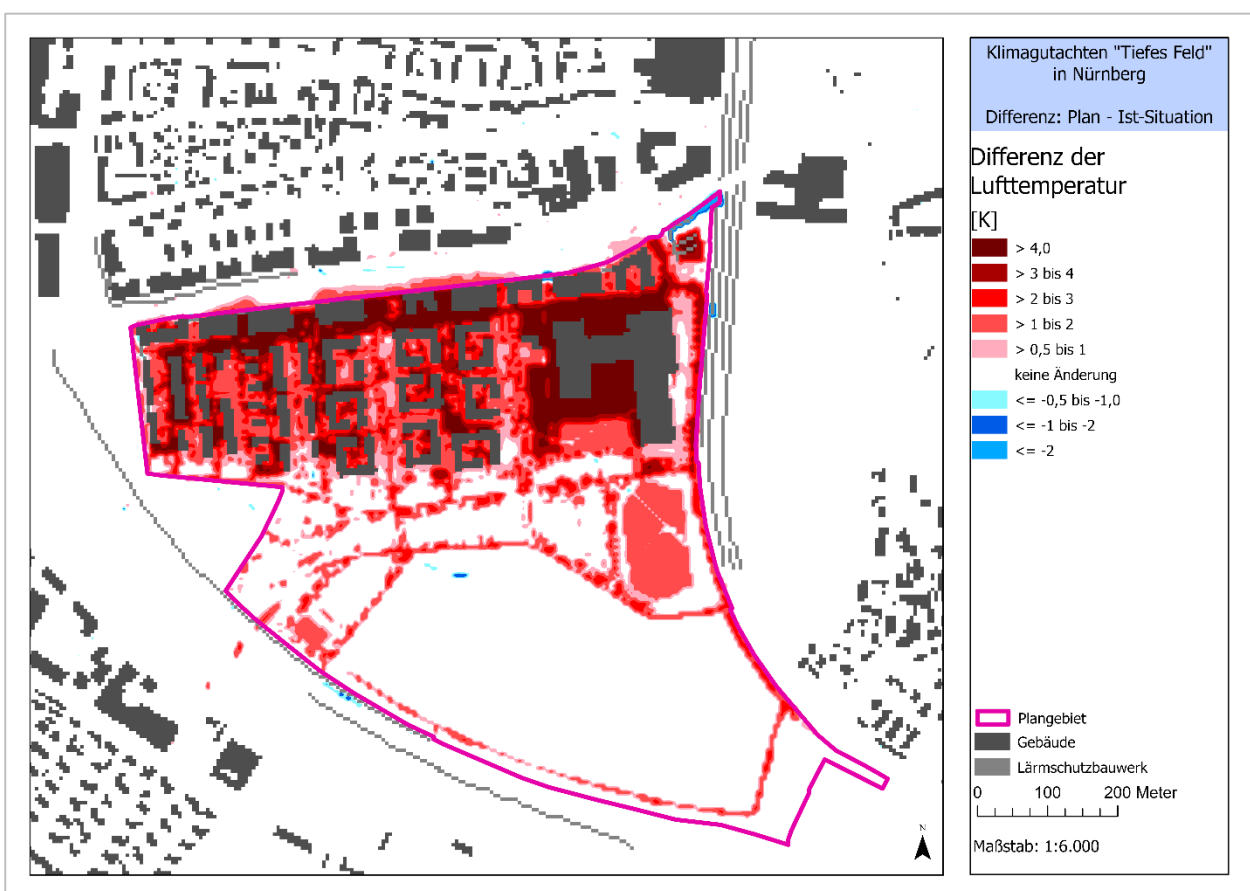 Klimagutachten "Tiefes Feld"
in Nürnberg
Differenz: Plan - Ist-Situation
Differenz der
Lufttemperatur
[K]
> 4,0
> 3 bis 4
> 2 bis 3
> 1 bis 2
> 0,5 bis 1
keine Änderung
<= -0,5 bis -1,0
<= -1 bis -2
<= -2
Plangebiet
Gebäude
Lärmschutzbauwerk
0 100 200 Meter
Maßstab: 1:6.000
N